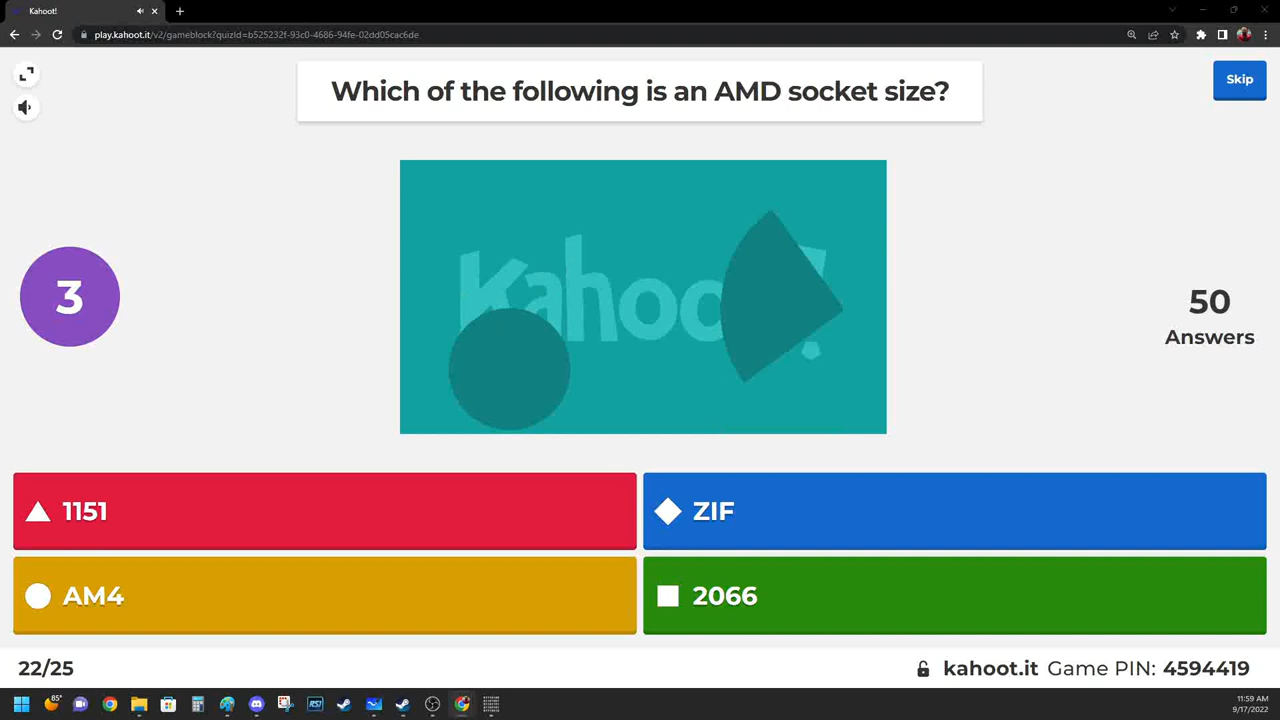 Kahoot!
play.kahoot.it/v2/gameblock?quizId=b525232f-93c0-4686-94fe-02dd05cac6de
Which of the following is an AMD socket size?
Skip
Kahoot!
3
50
Answers
1151
ZIF
AM4
2066
22/25
kahoot.it Game PIN: 4594419
85°
RSI
11:59 AM
9/17/2022